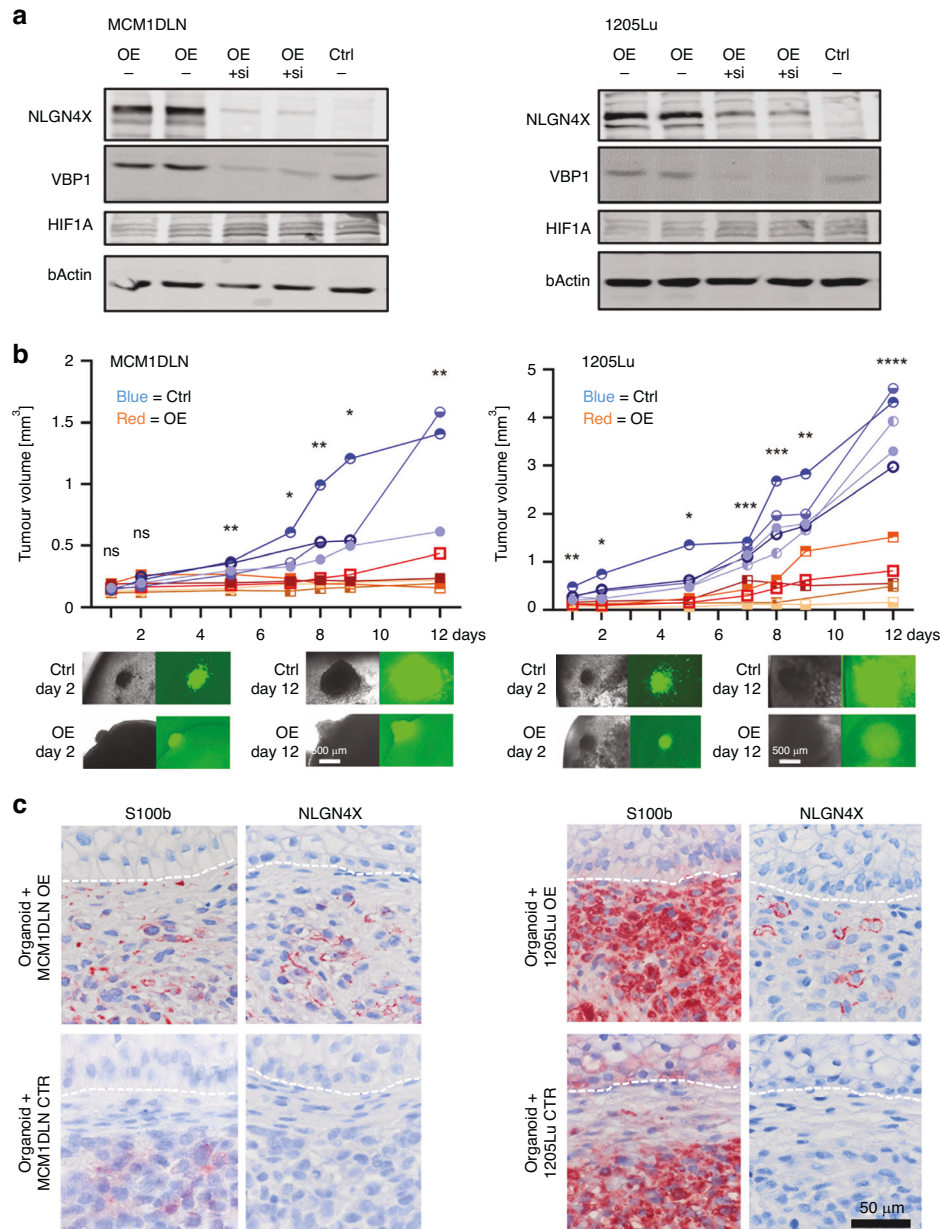 a
MCM1DLN
OE OE OE OE Ctrl
– – +si +si –
NLGN4X
VBP1
HIF1A
bActin
1205Lu
OE OE OE OE Ctrl
– – +si +si –
NLGN4X
VBP1
HIF1A
bActin
b
MCM1DLN
Blue = Ctrl
Red = OE
Tumour volume [mm3]
2
1.5
1
0.5
0
ns
ns
**
*
**
*
**
2 4 6 8 10 12 days
Ctrl
day 2
Ctrl
day 12
OE
day 2
OE
day 12
500 μm
1205Lu
Blue = Ctrl
Red = OE
Tumour volume [mm3]
5
4
3
2
1
0
**
*
*
***
***
**
****
2 4 6 8 10 12 days
Ctrl
day 2
Ctrl
day 12
OE
day 2
OE
day 12
500 μm
c
S100b NLGN4X
Organoid +
MCM1DLN OE
Organoid +
MCM1DLN CTR
S100b NLGN4X
Organoid +
1205Lu OE
Organoid +
1205Lu CTR
50 μm